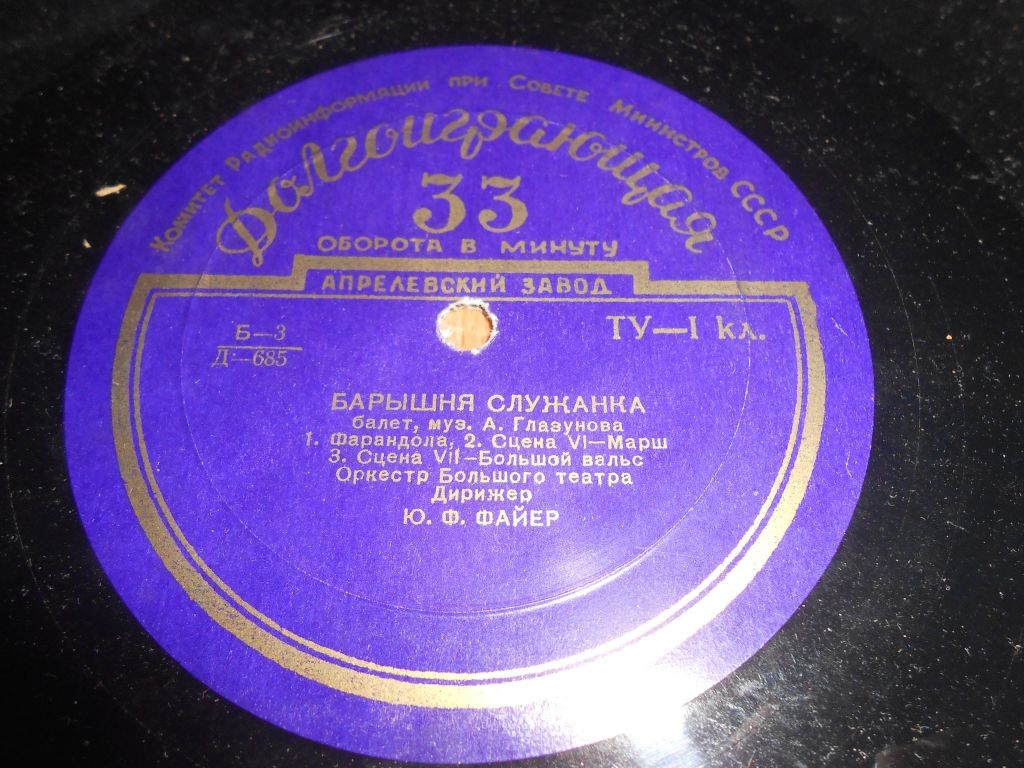 Комитет Радиоинформации при Совете Министров СССР
Долгоиграющая
33
ОБОРОТА В МИНУТУ
АПРЕЛЕВСКИЙ ЗАВОД
Б—3
Д—685
ТУ—I кл.
БАРЫШНЯ СЛУЖАНКА
балет, муз. А. Глазунова
1. Фарандола, 2. Сцена VI—Марш
3. Сцена VII—Большой вальс
Оркестр Большого театра
Дирижер
Ю. Ф. ФАЙЕР